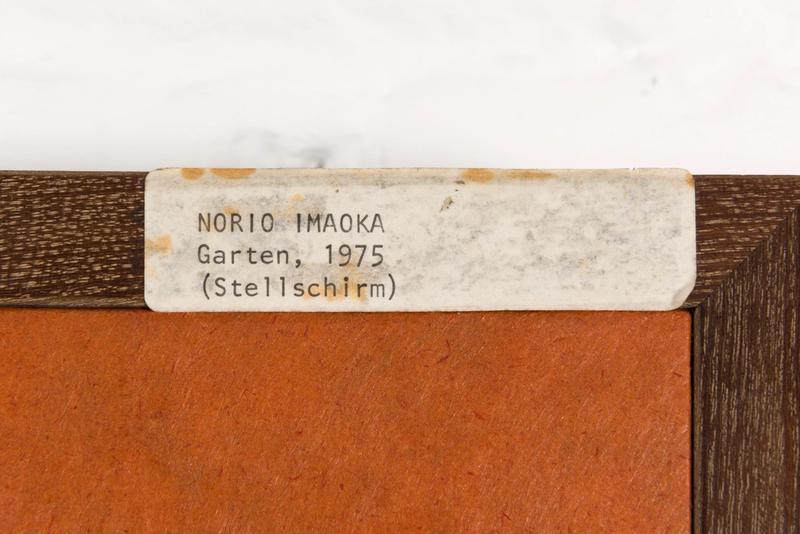 NORIO IMAOKA
Garten, 1975
(Stellschirm)